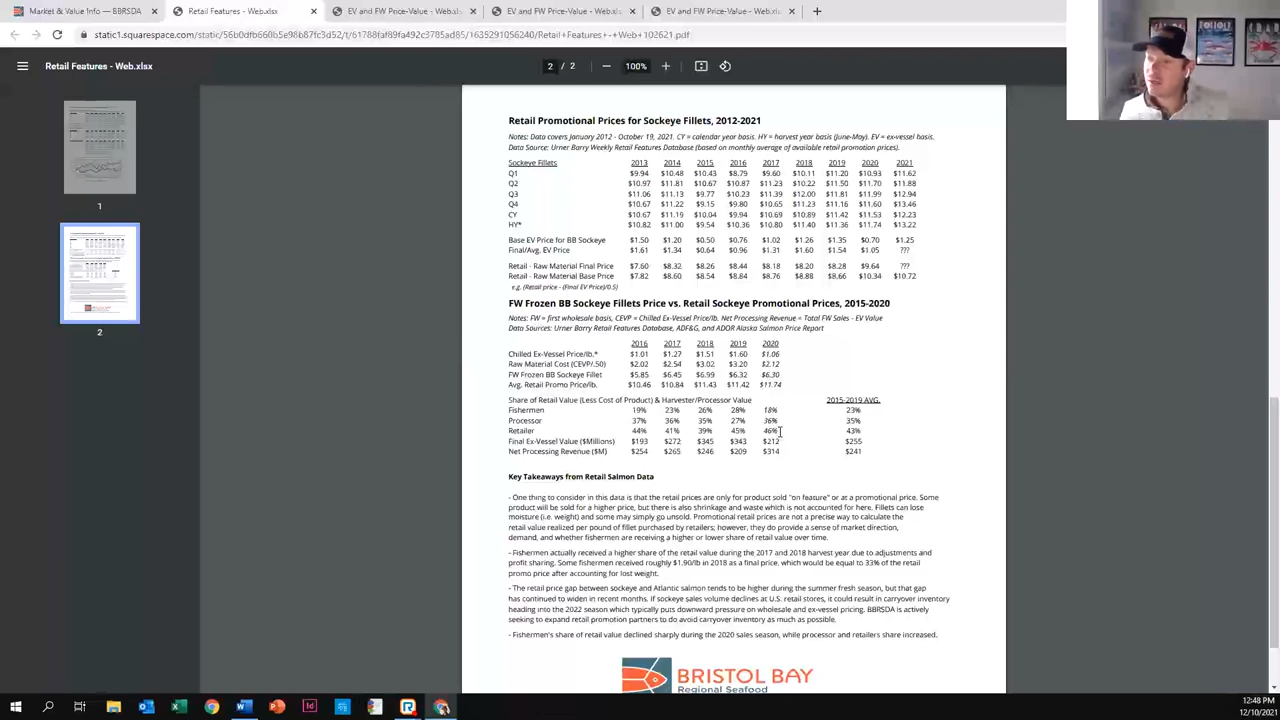 Market & Value Info — BBRSDA
Retail Features - Web.xlsx
EV and FW Price-Value - Web.xls
EV and FW Price-Value - Web.xls
EV and FW Price-Value - Web.xls
static1.squarespace.com/static/56b0dfb660b5e98b87fc3d52/t/61788faf89fa492c3785ad85/1635291056240/Retail+Features+-+Web+102621.pdf
Retail Features - Web.xlsx
2 / 2
100%
1
2
Retail Promotional Prices for Sockeye Fillets, 2012-2021
Notes: Data covers January 2012 - October 19, 2021. CY = calendar year basis. HY = harvest year basis (June-May). EV = ex-vessel basis.
Data Source: Urner Barry Weekly Retail Features Database (based on monthly average of available retail promotion prices).
Sockeye Fillets 2013 2014 2015 2016 2017 2018 2019 2020 2021
Q1 $9.94 $10.48 $10.43 $8.79 $9.60 $10.11 $11.20 $10.93 $11.62
Q2 $10.97 $11.81 $10.67 $10.87 $11.23 $10.22 $11.50 $11.70 $11.88
Q3 $11.06 $11.13 $9.77 $10.23 $11.39 $12.00 $11.81 $11.99 $12.94
Q4 $10.67 $11.22 $9.15 $9.80 $10.65 $11.23 $11.16 $11.60 $13.46
CY $10.67 $11.19 $10.04 $9.94 $10.69 $10.89 $11.42 $11.53 $12.23
HY* $10.82 $11.00 $9.54 $10.36 $10.80 $11.40 $11.36 $11.74 $13.22
Base EV Price for BB Sockeye $1.50 $1.20 $0.50 $0.76 $1.02 $1.26 $1.35 $0.70 $1.25
Final/Avg. EV Price $1.61 $1.34 $0.64 $0.96 $1.31 $1.60 $1.54 $1.05 ???
Retail - Raw Material Final Price $7.60 $8.32 $8.26 $8.44 $8.18 $8.20 $8.28 $9.64 ???
Retail - Raw Material Base Price $7.82 $8.60 $8.54 $8.84 $8.76 $8.88 $8.66 $10.34 $10.72
e.g. (Retail price - (Final EV Price)/0.5)
FW Frozen BB Sockeye Fillets Price vs. Retail Sockeye Promotional Prices, 2015-2020
Notes: FW = first wholesale basis, CEVP = Chilled Ex-Vessel Price/lb. Net Processing Revenue = Total FW Sales - EV Value
Data Sources: Urner Barry Retail Features Database, ADF&G, and ADOR Alaska Salmon Price Report
2016 2017 2018 2019 2020
Chilled Ex-Vessel Price/lb.* $1.01 $1.27 $1.51 $1.60 $1.06
Raw Material Cost (CEVP/.50) $2.02 $2.54 $3.02 $3.20 $2.12
FW Frozen BB Sockeye Fillet $5.85 $6.45 $6.99 $6.32 $6.30
Avg. Retail Promo Price/lb. $10.46 $10.84 $11.43 $11.42 $11.74
Share of Retail Value (Less Cost of Product) & Harvester/Processor Value 2015-2019 AVG.
Fishermen 19% 23% 26% 28% 18% 23%
Processor 37% 36% 35% 27% 36% 35%
Retailer 44% 41% 39% 45% 46% 43%
Final Ex-Vessel Value ($Millions) $193 $272 $345 $343 $212 $255
Net Processing Revenue ($M) $254 $265 $246 $209 $314 $241
Key Takeaways from Retail Salmon Data
- One thing to consider in this data is that the retail prices are only for product sold "on feature" or at a promotional price. Some
product will be sold for a higher price, but there is also shrinkage and waste which is not accounted for here. Fillets can lose
moisture (i.e. weight) and some may simply go unsold. Promotional retail prices are not a precise way to calculate the
retail value realized per pound of fillet purchased by retailers; however, they do provide a sense of market direction,
demand, and whether fishermen are receiving a higher or lower share of retail value over time.
- Fishermen actually received a higher share of the retail value during the 2017 and 2018 harvest year due to adjustments and
profit sharing. Some fishermen received roughly $1.90/lb in 2018 as a final price, which would be equal to 33% of the retail
promo price after accounting for lost weight.
- The retail price gap between sockeye and Atlantic salmon tends to be higher during the summer fresh season, but that gap
has continued to widen in recent months. If sockeye sales volume declines at U.S. retail stores, it could result in carryover inventory
heading into the 2022 season which typically puts downward pressure on wholesale and ex-vessel pricing. BBRSDA is actively
seeking to expand retail promotion partners to do avoid carryover inventory as much as possible.
- Fishermen's share of retail value declined sharply during the 2020 sales season, while processor and retailers share increased.
BRISTOL BAY
Regional Seafood
12:48 PM
12/10/2021